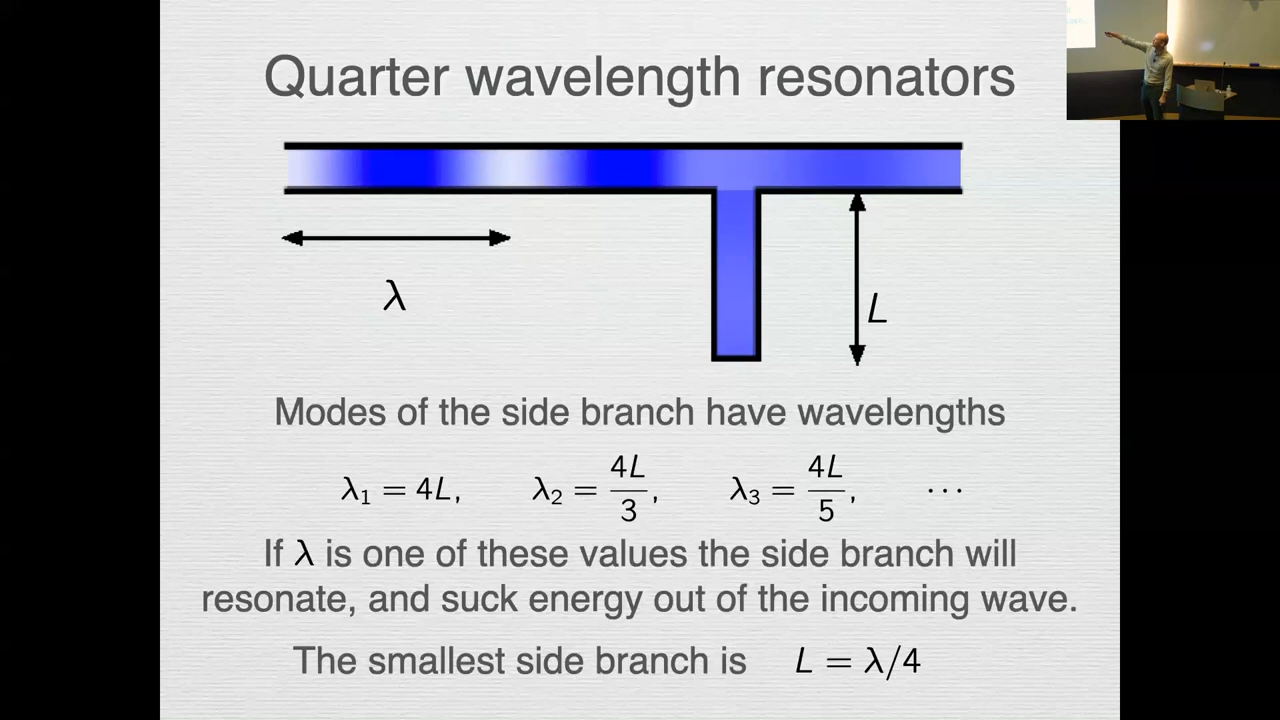 Quarter wavelength resonators
λ
L
Modes of the side branch have wavelengths
λ₁ = 4L, λ₂ = 4L/3, λ₃ = 4L/5, ⋯
If λ is one of these values the side branch will
resonate, and suck energy out of the incoming wave.
The smallest side branch is L = λ/4